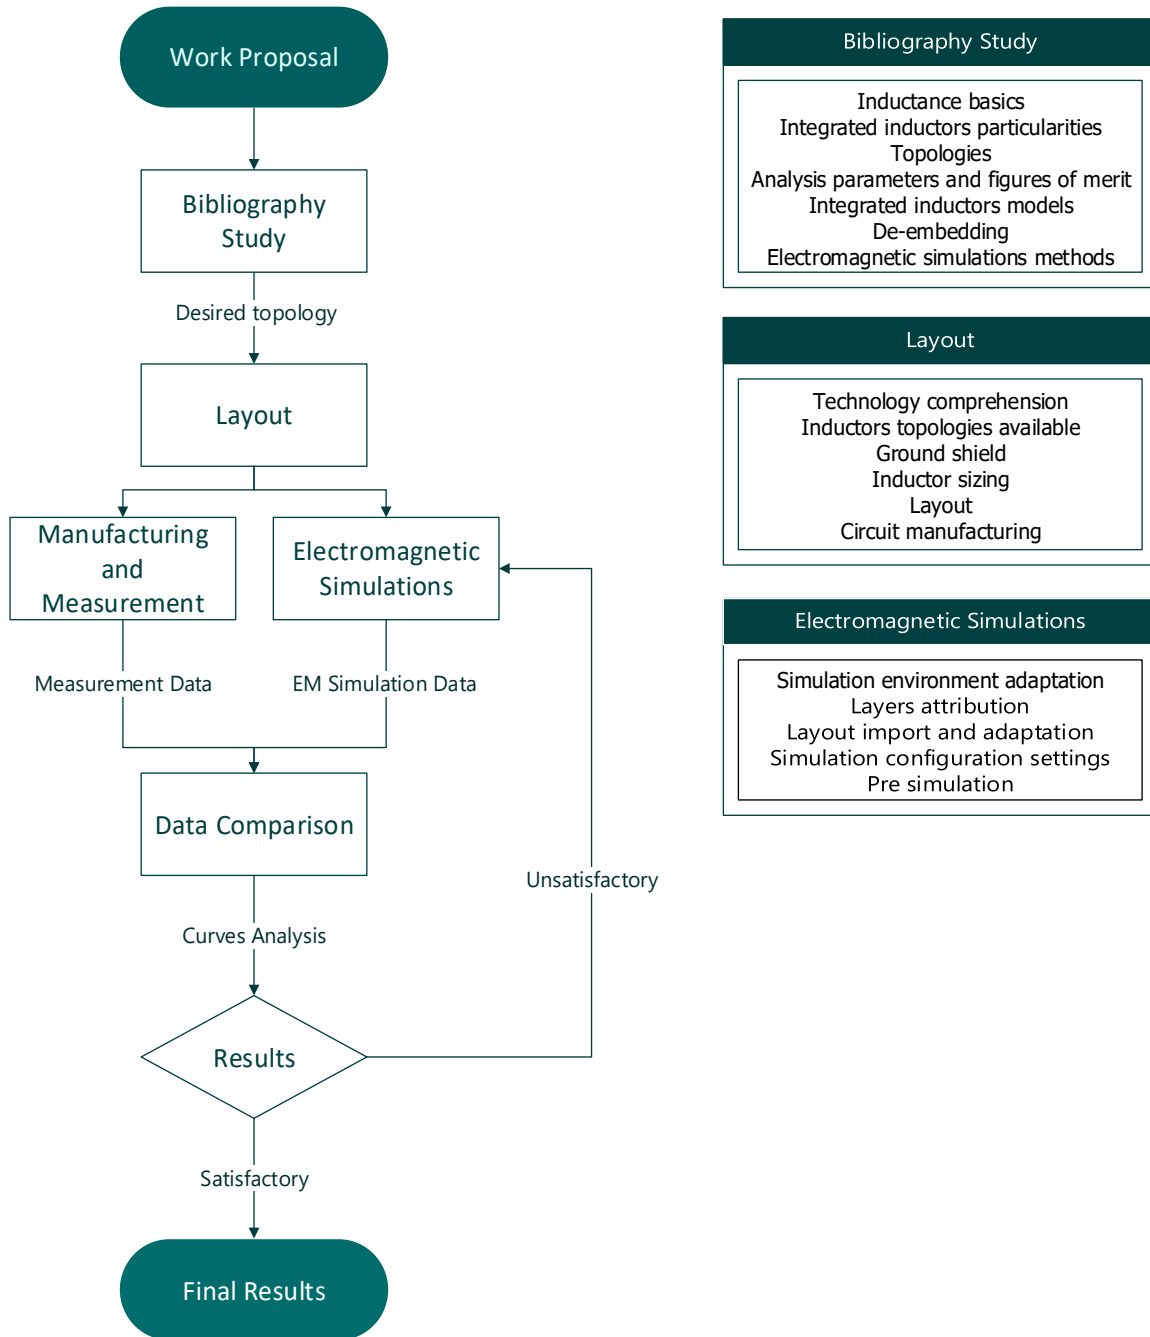 Work Proposal
Bibliography
Study
Desired topology
Layout
Manufacturing
and
Measurement
Electromagnetic
Simulations
Measurement Data
EM Simulation Data
Data Comparison
Unsatisfactory
Curves Analysis
Results
Satisfactory
Final Results
Bibliography Study
Inductance basics
Integrated inductors particularities
Topologies
Analysis parameters and figures of merit
Integrated inductors models
De-embedding
Electromagnetic simulations methods
Layout
Technology comprehension
Inductors topologies available
Ground shield
Inductor sizing
Layout
Circuit manufacturing
Electromagnetic Simulations
Simulation environment adaptation
Layers attribution
Layout import and adaptation
Simulation configuration settings
Pre simulation